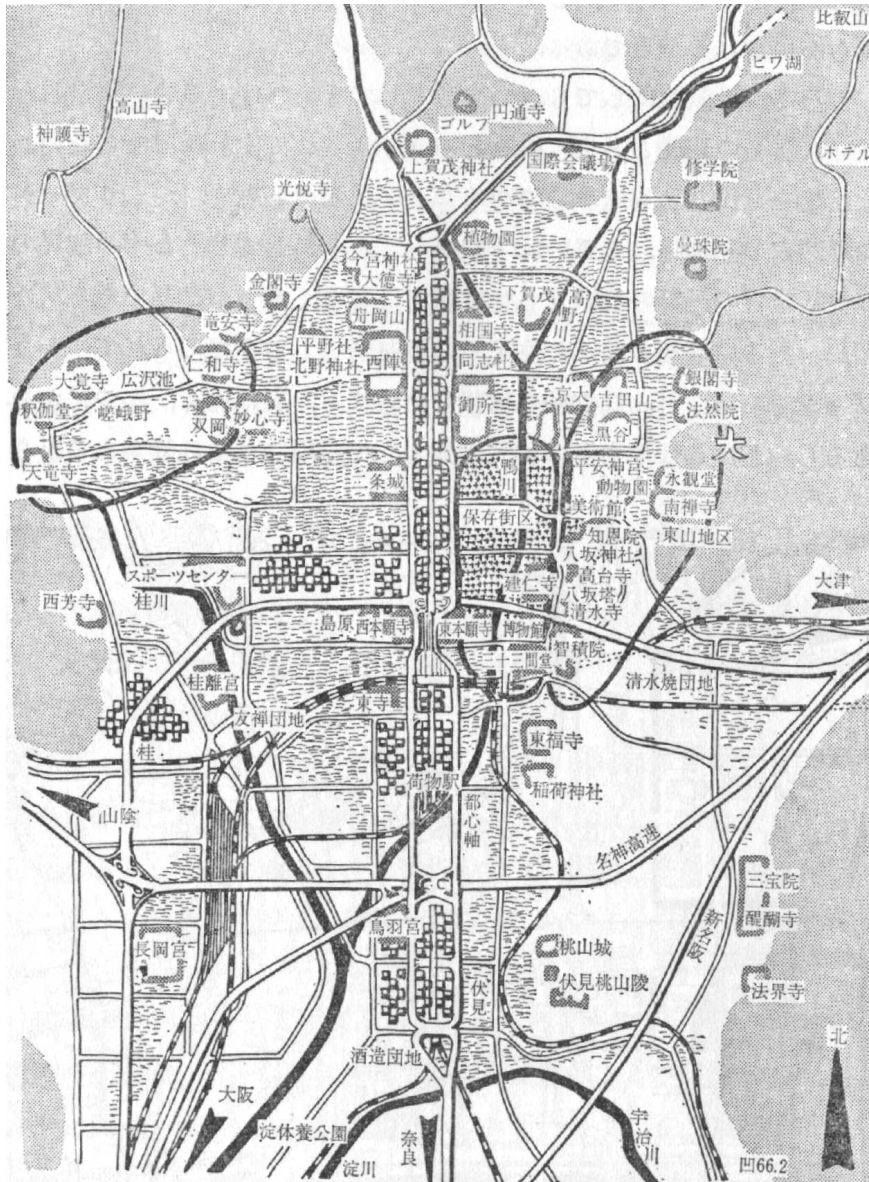 比叡山
ビワ湖
高山寺
神護寺
ゴルフ
円通寺
ホテル
上賀茂神社
国際会議場
修学院
光悦寺
植物園
曼珠院
今宮神社
大徳寺
金閣寺
下賀茂
高野川
竜安寺
舟岡山
相国寺
平野社
北野神社
西陣
同志社
仁和寺
大覚寺
広沢池
銀閣寺
京大
吉田山
法然院
釈伽堂
嵯峨野
双岡
妙心寺
御所
黒谷
大
天竜寺
二条城
鴨川
平安神宮
動物園
永観堂
保存街区
美術館
南禅寺
知恩院
東山地区
八坂神社
スポーツセンター
建仁寺
高台寺
八坂塔
大津
西芳寺
桂川
清水寺
島原
西本願寺
東本願寺
博物館
智積院
十三間堂
桂離宮
清水焼団地
東寺
友禅団地
東福寺
桂
荷物駅
稲荷神社
山陰
都心軸
名神高速
三宝院
醍醐寺
新名阪
鳥羽宮
長岡宮
桃山城
伏見
伏見桃山陵
法界寺
北
酒造団地
大阪
淀休養公園
奈良
宇治川
淀川
凹66.2